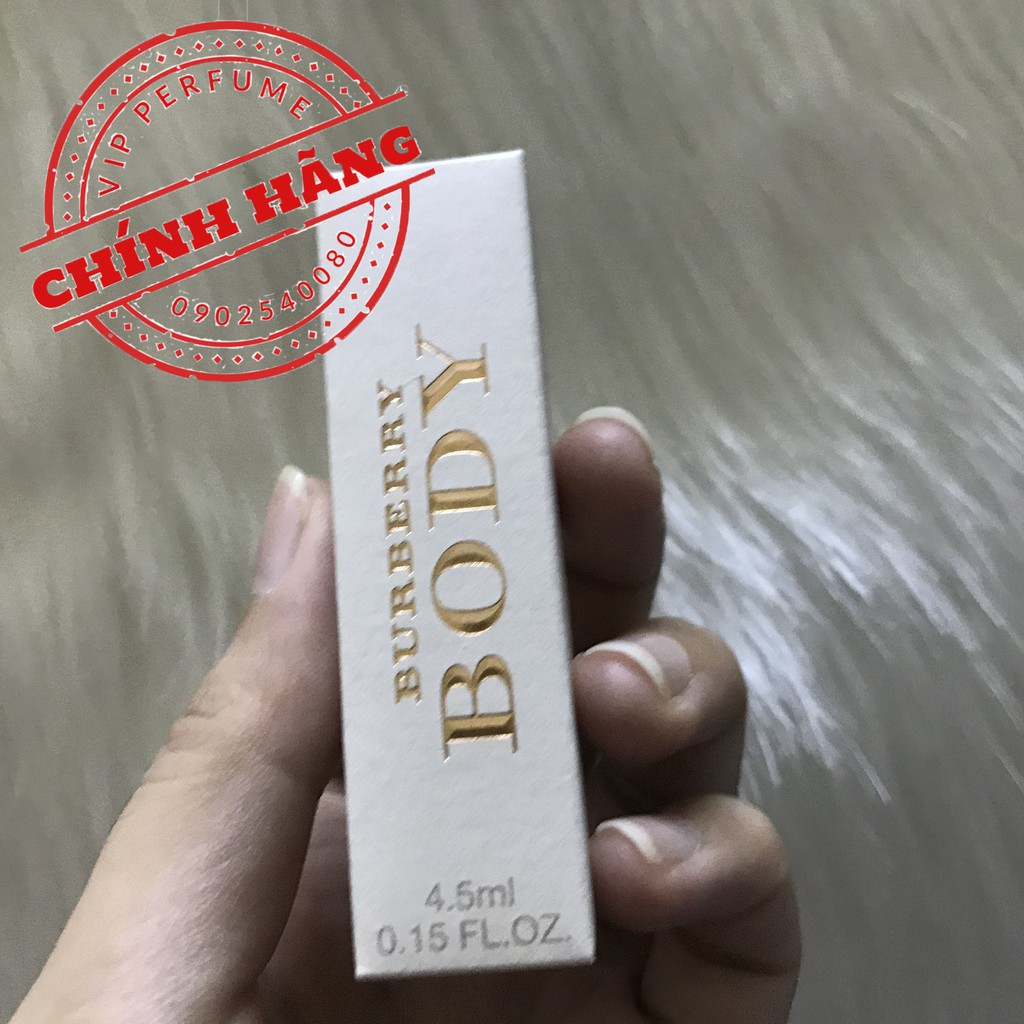 VIP PERFUME
CHÍNH HÃNG
0902540080
BURBERRY
BODY
4.5ml
0.15 FL.OZ.